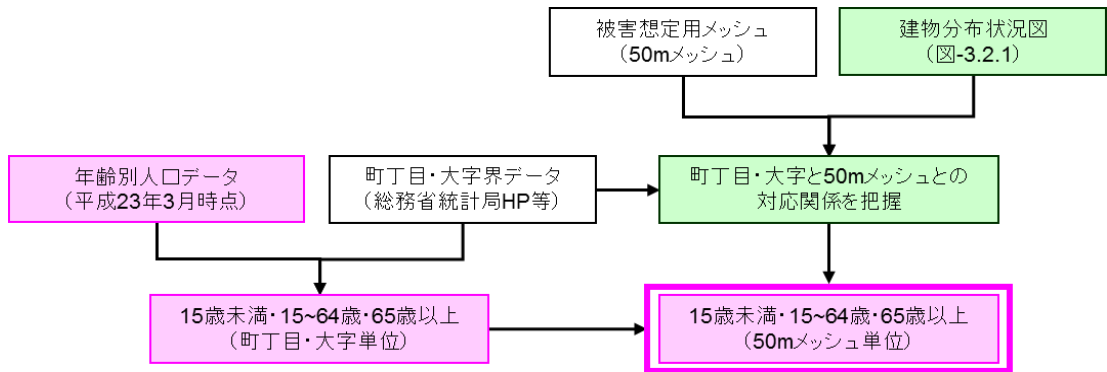 被害想定用メッシュ
（50mメッシュ）
建物分布状況図
（図-3.2.1）
年齢別人口データ
（平成23年3月時点）
町丁目・大字界データ
（総務省統計局HP等）
町丁目・大字と50mメッシュとの
対応関係を把握
15歳未満・15~64歳・65歳以上
（町丁目・大字単位）
15歳未満・15~64歳・65歳以上
（50mメッシュ単位）